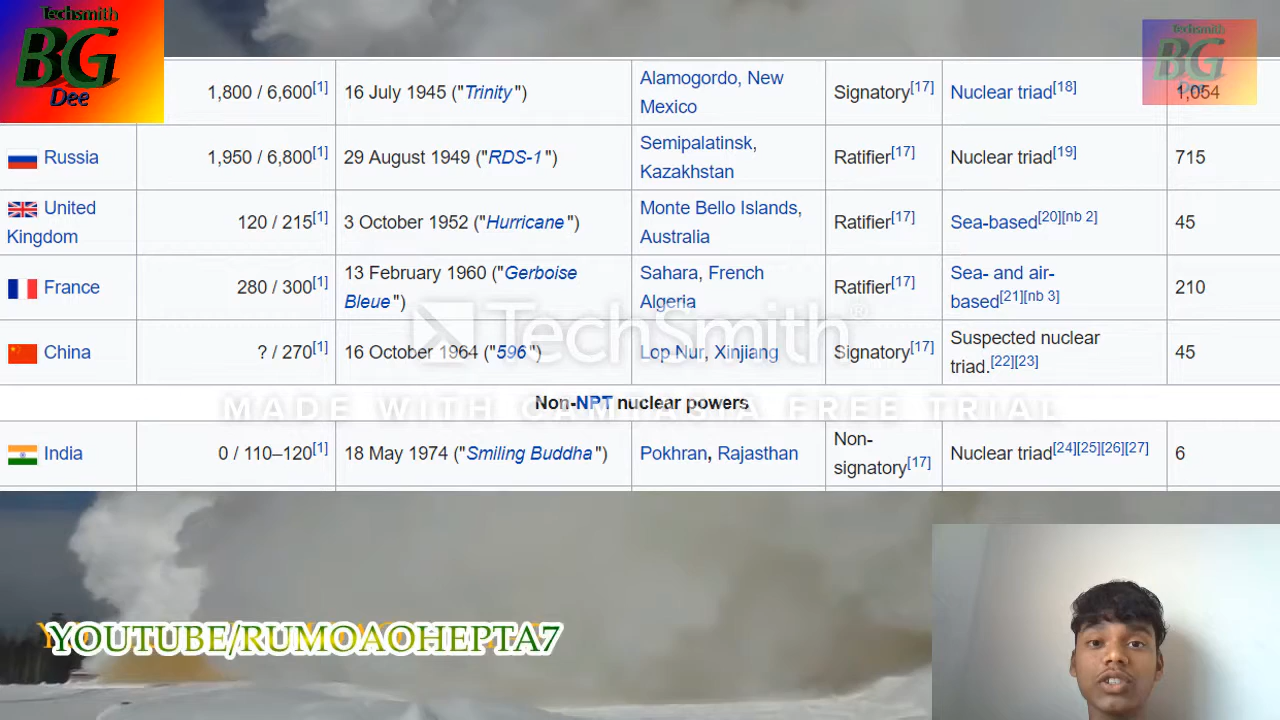 Techsmith
BG
Dee
Techsmith
BG
Dee
1,800 / 6,600[1] 16 July 1945 ("Trinity") Alamogordo, New Mexico Signatory[17] Nuclear triad[18] 1,054
Russia 1,950 / 6,800[1] 29 August 1949 ("RDS-1") Semipalatinsk, Kazakhstan Ratifier[17] Nuclear triad[19] 715
United Kingdom 120 / 215[1] 3 October 1952 ("Hurricane") Monte Bello Islands, Australia Ratifier[17] Sea-based[20][nb 2] 45
France 280 / 300[1] 13 February 1960 ("Gerboise Bleue") Sahara, French Algeria Ratifier[17] Sea- and air-based[21][nb 3] 210
TechSmith®
China ? / 270[1] 16 October 1964 ("596") Lop Nur, Xinjiang Signatory[17] Suspected nuclear triad.[22][23] 45
MADE WITH CAMTASIA FREE TRIAL
Non-NPT nuclear powers
India 0 / 110–120[1] 18 May 1974 ("Smiling Buddha") Pokhran, Rajasthan Non-signatory[17] Nuclear triad[24][25][26][27] 6
YOUTUBE/RUMOAOHEPTA7